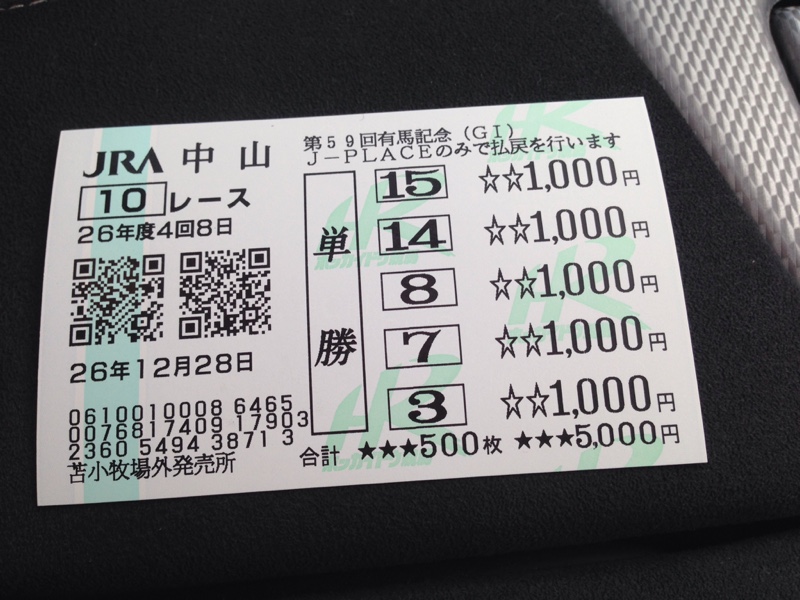 JRA 中山
第59回有馬記念(GI)
J-PLACEのみで払戻を行います
10レース
26年度4回8日
単勝
15 ☆☆1,000円
14 ☆☆1,000円
8 ☆☆1,000円
7 ☆☆1,000円
3 ☆☆1,000円
26年12月28日
0610010008 6465
0076817409 17903
2360 5494 3871 3
苫小牧場外発売所
合計 ★★★500枚 ★★★5,000円